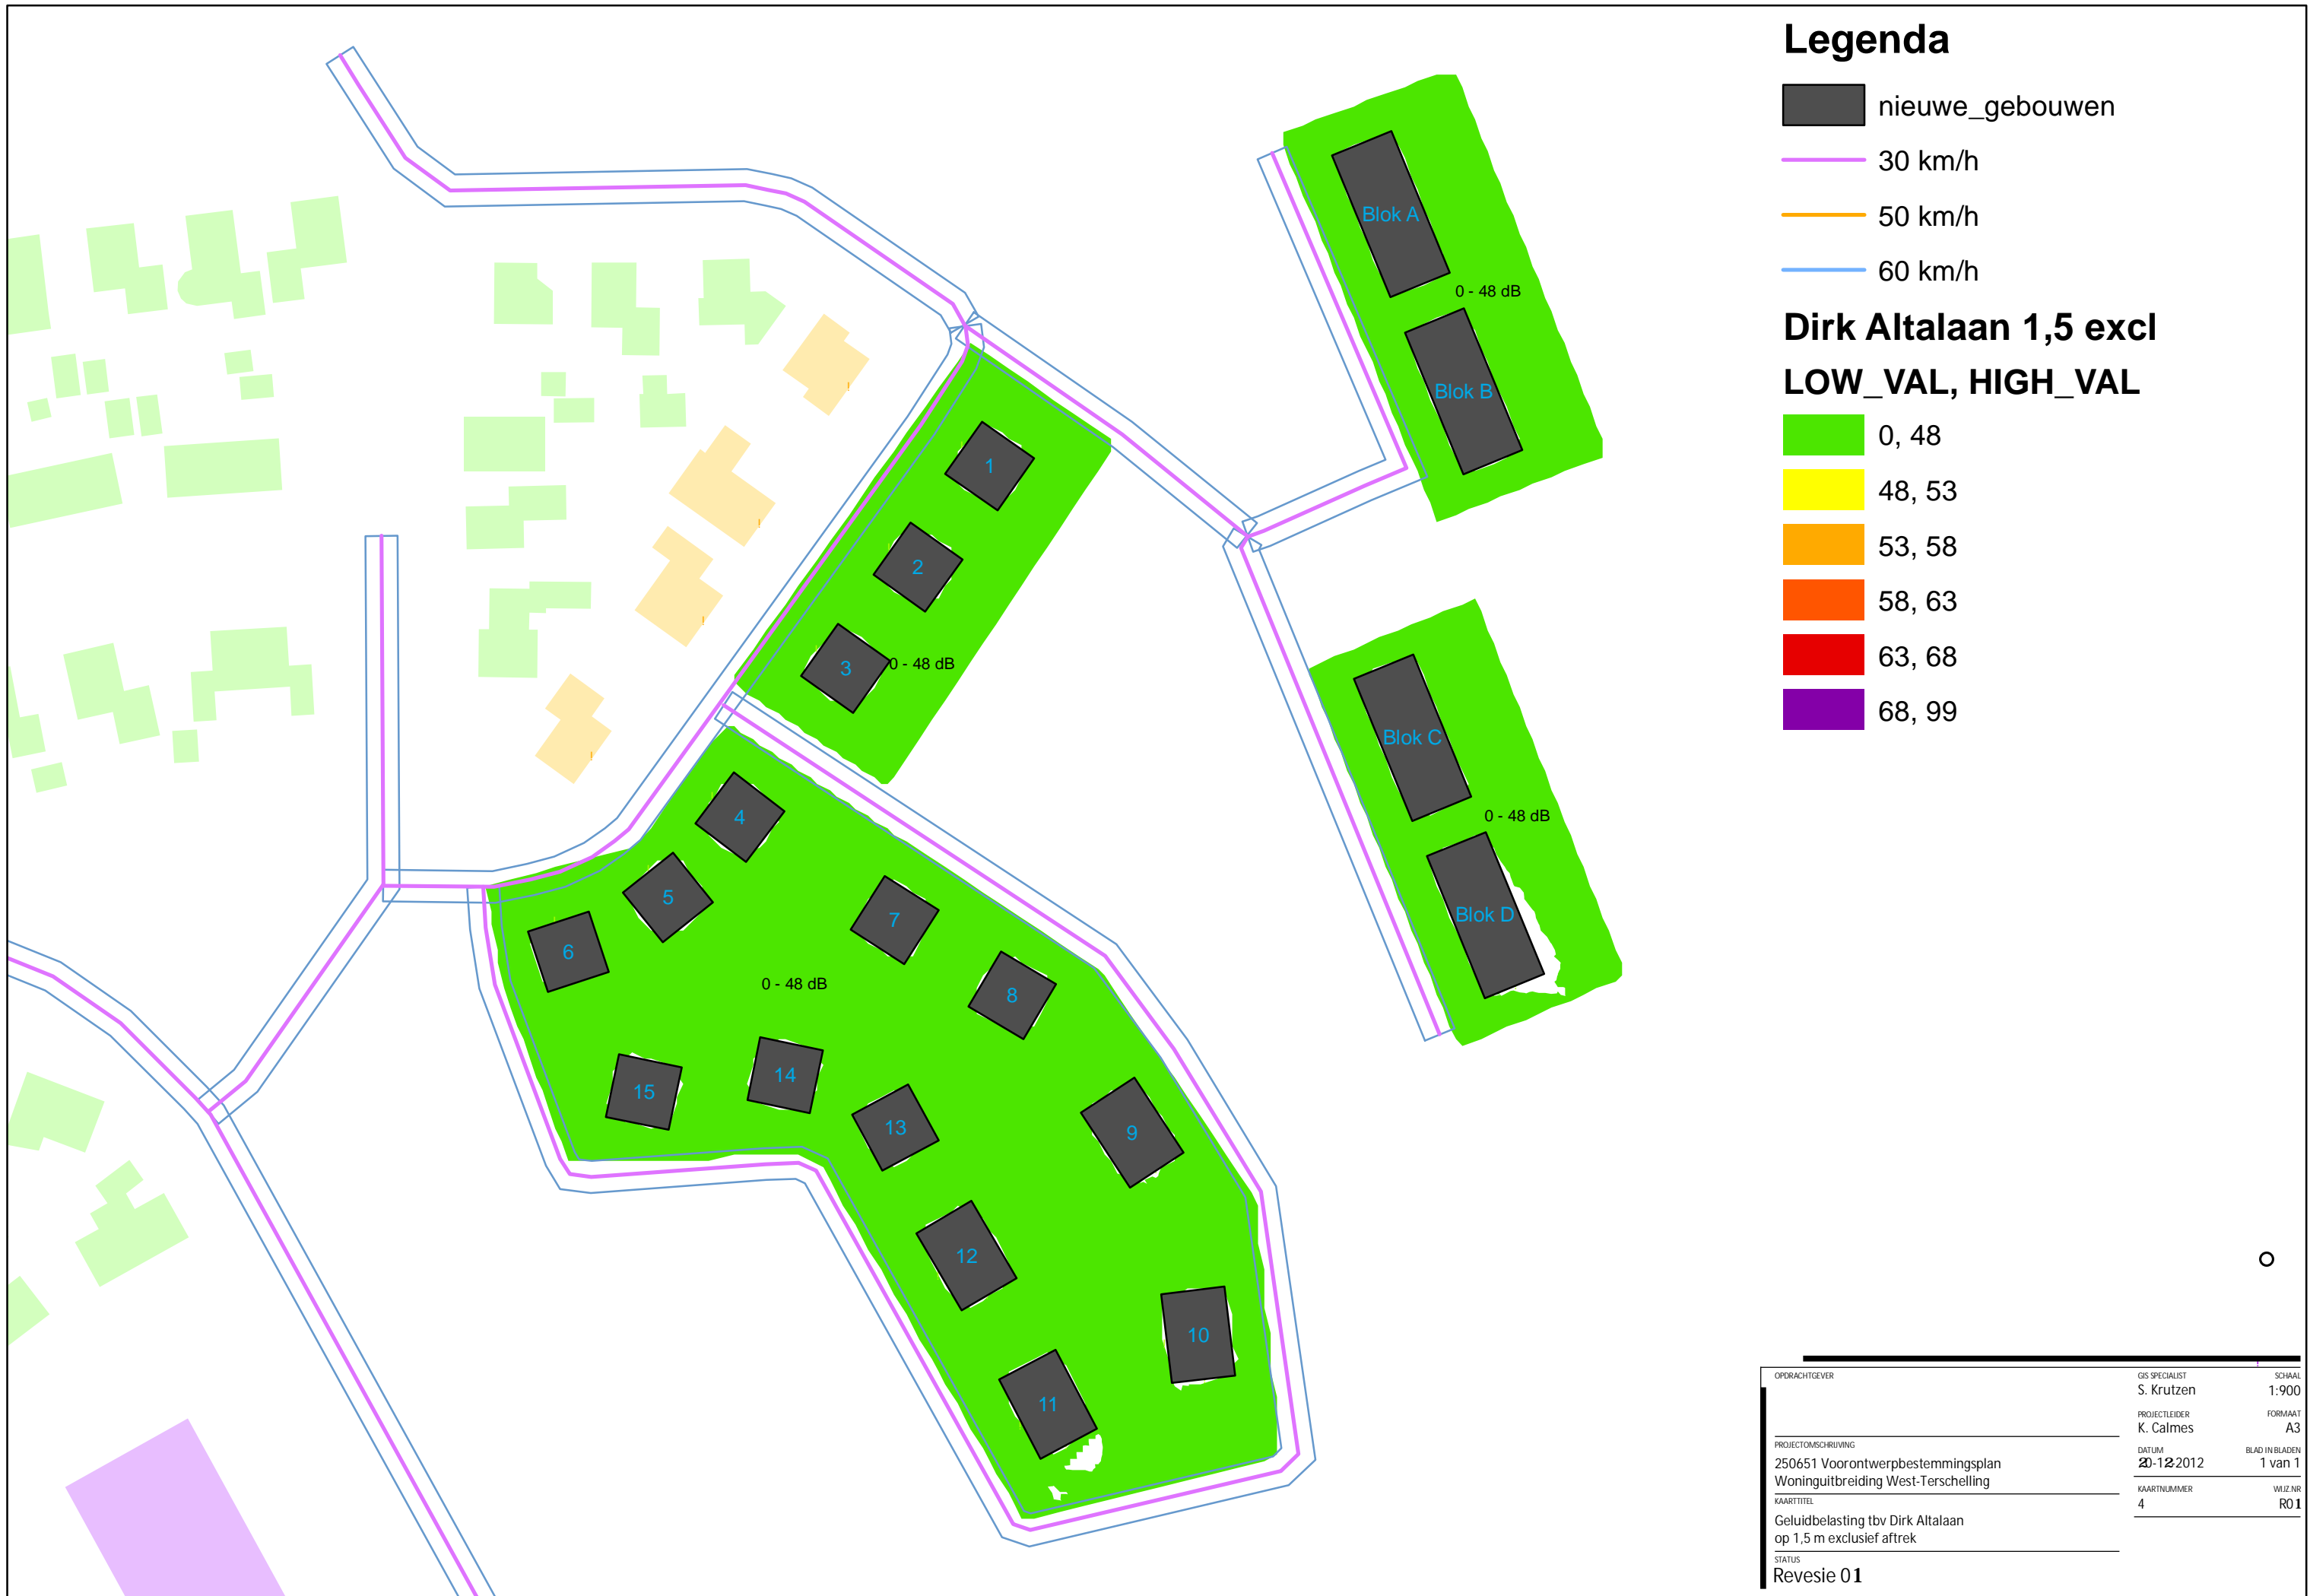 Legenda
nieuwe_gebouwen
30 km/h
50 km/h
60 km/h
Dirk Altalaan 1,5 excl
LOW_VAL, HIGH_VAL
0, 48
48, 53
53, 58
58, 63
63, 68
68, 99
Blok A
0 - 48 dB
Blok B
1
2
3
0 - 48 dB
Blok C
0 - 48 dB
Blok D
4
5
6
7
8
0 - 48 dB
14
15
13
9
12
10
11
OPDRACHTGEVER
GIS SPECIALIST SCHAAL
S. Krutzen 1:900
PROJECTLEIDER FORMAAT
K. Calmes A3
PROJECTOMSCHRIJVING
DATUM BLAD IN BLADEN
-2012 1 van 1
250651 Voorontwerpbestemmingsplan
Woninguitbreiding West-Terschelling
KAARTNUMMER WIJZ.NR
4 R01
KAARTTITEL
Geluidbelasting tbv Dirk Altalaan
op 1,5 m exclusief aftrek
STATUS
Revesie 01